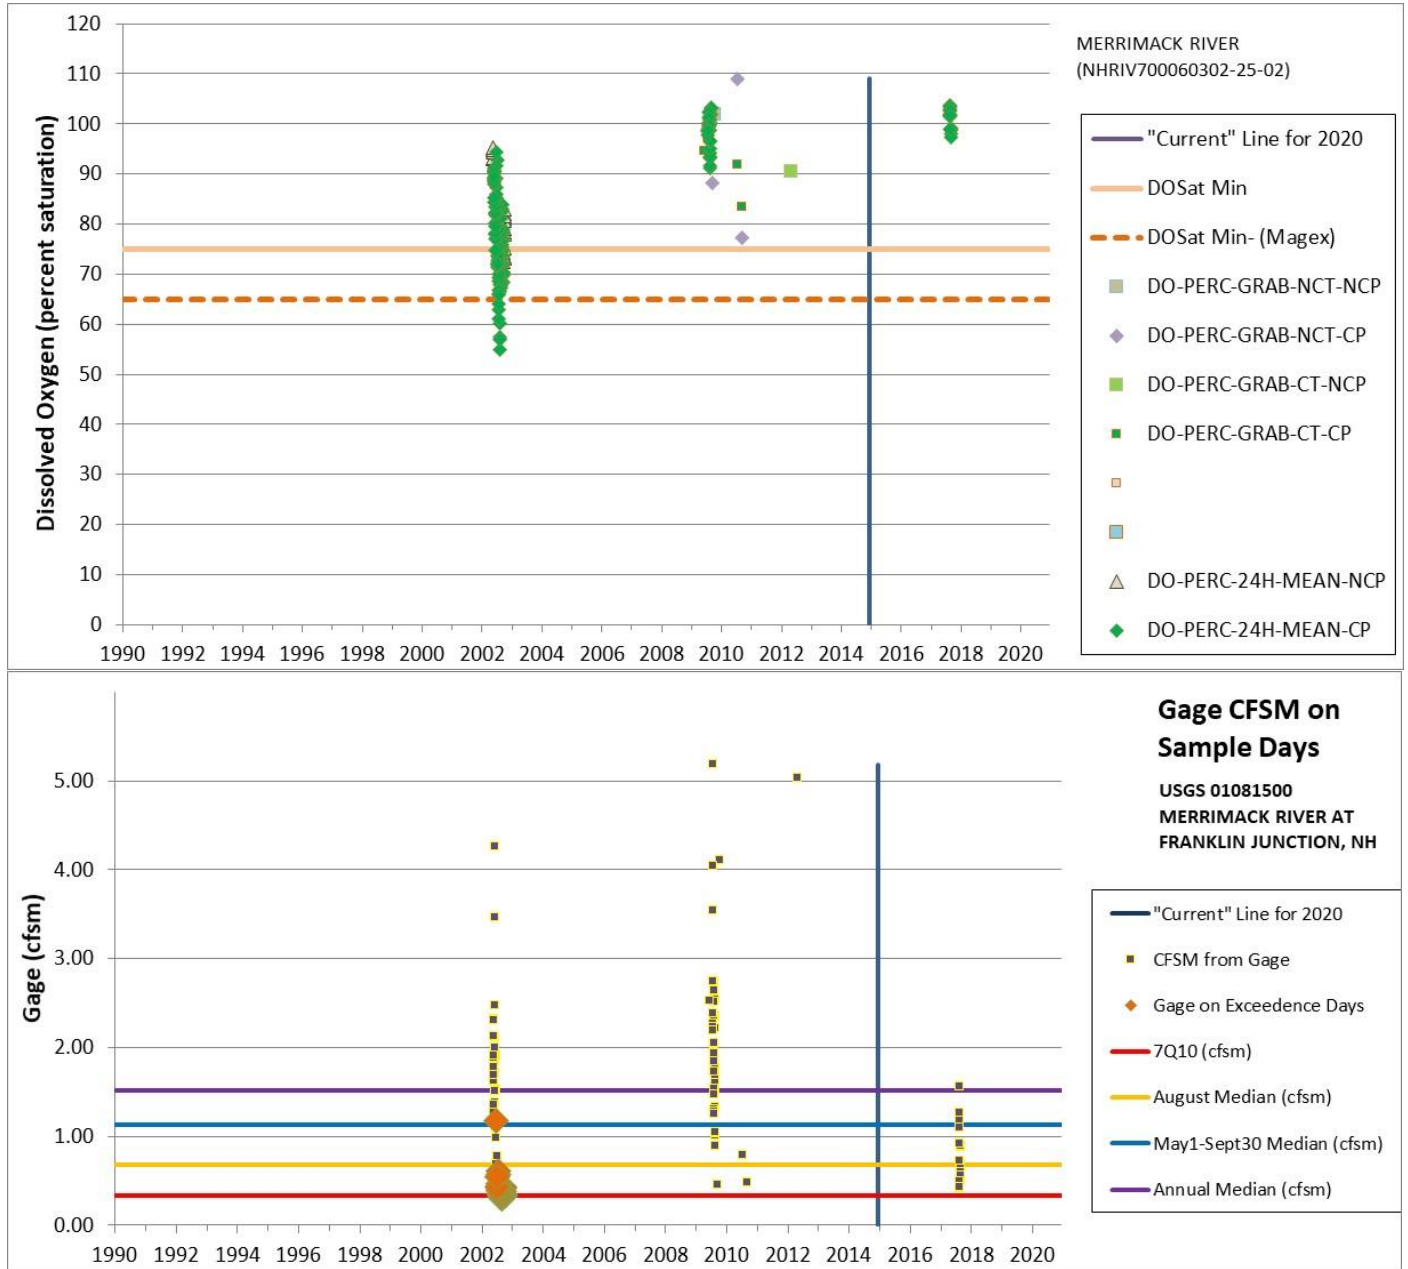 120
110
100
90
80
70
60
50
40
30
20
10
0
Dissolved Oxygen (percent saturation)
1990 1992 1994 1996 1998 2000 2002 2004 2006 2008 2010 2012 2014 2016 2018 2020
MERRIMACK RIVER
(NHRIV700060302-25-02)
"Current" Line for 2020
DOSat Min
DOSat Min- (Magex)
DO-PERC-GRAB-NCT-NCP
DO-PERC-GRAB-NCT-CP
DO-PERC-GRAB-CT-NCP
DO-PERC-GRAB-CT-CP
DO-PERC-24H-MEAN-NCP
DO-PERC-24H-MEAN-CP
5.00
4.00
3.00
2.00
1.00
0.00
Gage (cfsm)
1990 1992 1994 1996 1998 2000 2002 2004 2006 2008 2010 2012 2014 2016 2018 2020
Gage CFSM on
Sample Days
USGS 01081500
MERRIMACK RIVER AT
FRANKLIN JUNCTION, NH
"Current" Line for 2020
CFSM from Gage
Gage on Exceedence Days
7Q10 (cfsm)
August Median (cfsm)
May1-Sept30 Median (cfsm)
Annual Median (cfsm)